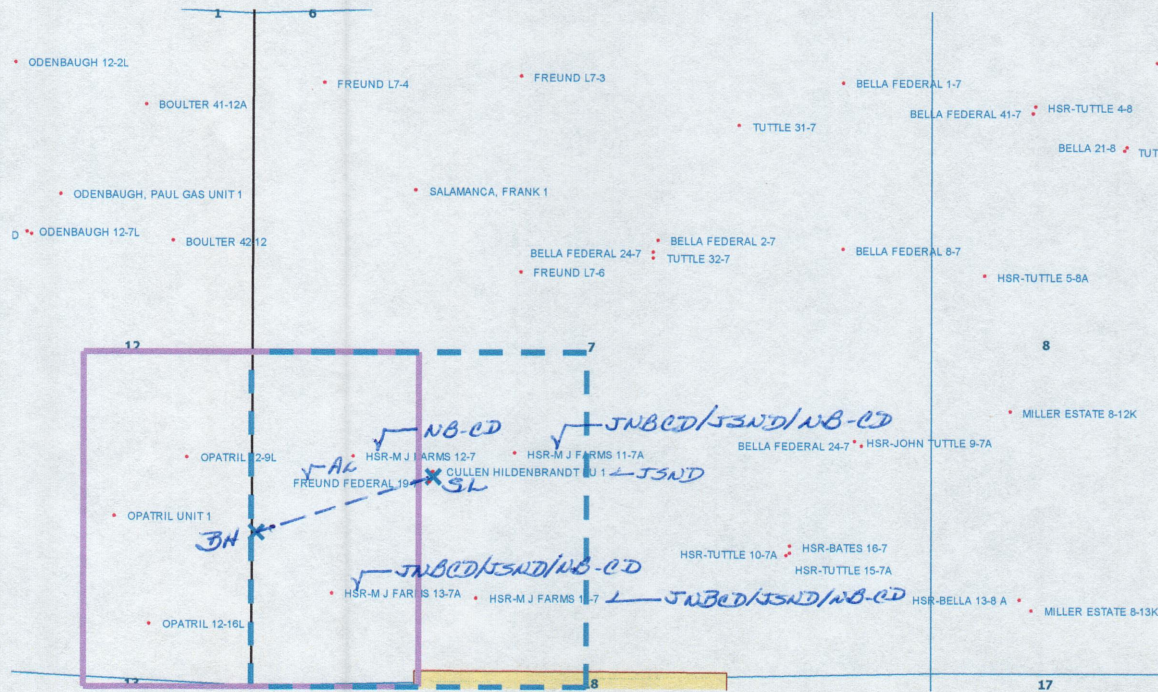 1
6
ODENBAUGH 12-2L
FREUND L7-4
FREUND L7-3
BELLA FEDERAL 1-7
BOULTER 41-12A
HSR-TUTTLE 4-8
BELLA FEDERAL 41-7
TUTTLE 31-7
BELLA 21-8
TUT
ODENBAUGH, PAUL GAS UNIT 1
SALAMANCA, FRANK 1
D
ODENBAUGH 12-7L
BOULTER 42-12
BELLA FEDERAL 2-7
BELLA FEDERAL 24-7
TUTTLE 32-7
BELLA FEDERAL 8-7
FREUND L7-6
HSR-TUTTLE 5-8A
12
7
8
MILLER ESTATE 8-12K
NB-CD
JNBCD/JSND/NB-CD
OPATRIL 12-9L
HSR-M J FARMS 12-7
HSR-M J FARMS 11-7A
BELLA FEDERAL 24-7
HSR-JOHN TUTTLE 9-7A
AL
FREUND FEDERAL 19
CULLEN HILDENBRANDT U 1
JSND
SL
OPATRIL UNIT 1
BH
HSR-TUTTLE 10-7A
HSR-BATES 16-7
HSR-TUTTLE 15-7A
JNBCD/JSND/NB-CD
HSR-M J FARMS 13-7A
HSR-M J FARMS 1 -7
JNBCD/JSND/NB-CD
HSR-BELLA 13-8 A
MILLER ESTATE 8-13K
OPATRIL 12-16L
13
18
17